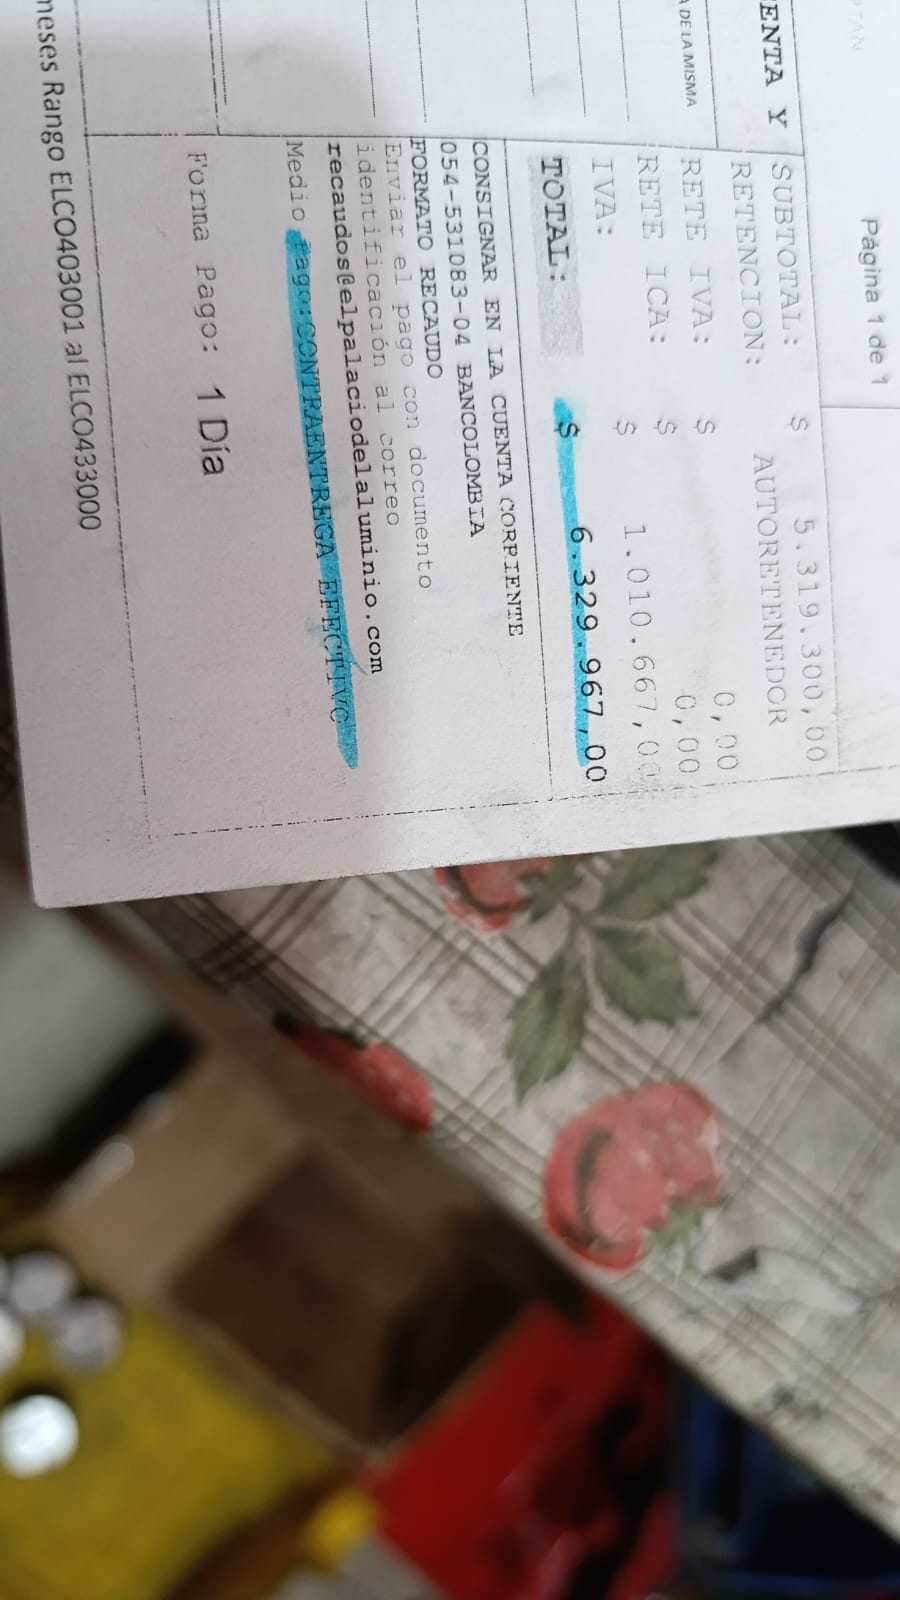 Página 1 de 1
ENTA Y
A DE LA MISMA
SUBTOTAL: $ 5.319.300,00
RETENCION: AUTORETENEDOR
RETE IVA: $ 0,00
RETE ICA: $ 0,00
IVA: $ 1.010.667,00
TOTAL: $ 6.329.967,00
CONSIGNAR EN LA CUENTA CORRIENTE
054-531083-04 BANCOLOMBIA
FORMATO RECAUDO
Enviar el pago con documento
identificación al correo
recaudos@elpalaciodelaluminio.com
Medio Pago: CONTRAENTREGA EFECTIVO
Forma Pago: 1 Día
meses Rango ELCO403001 al ELCO433000